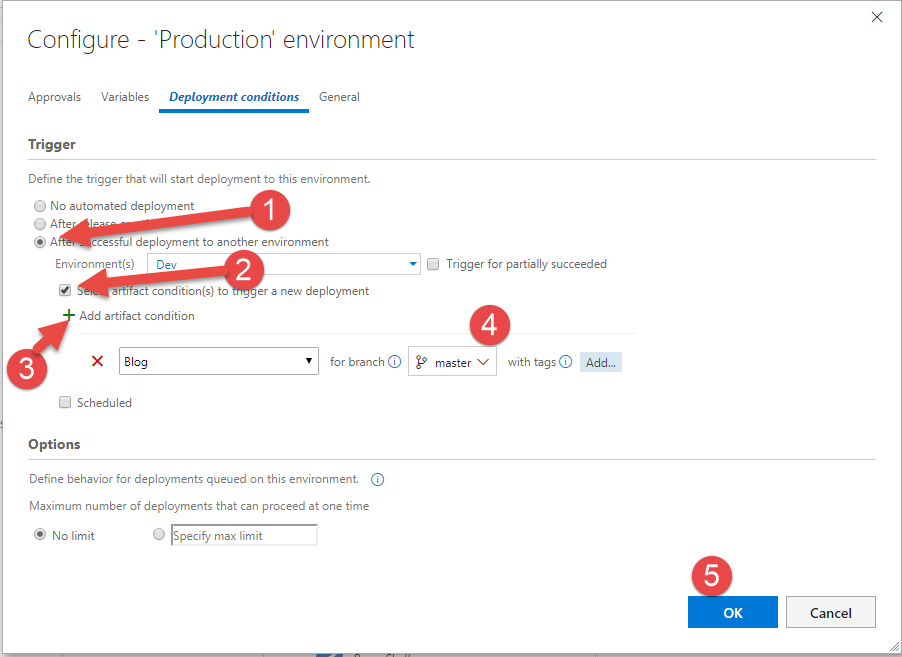 Configure - 'Production' environment
Approvals Variables Deployment conditions General
Trigger
Define the trigger that will start deployment to this environment.
No automated deployment
1
After release
After successful deployment to another environment
Environment(s) Dev Trigger for partially succeeded
2
Select artifact condition(s) to trigger a new deployment
Add artifact condition
4
3
Blog for branch master with tags Add...
Scheduled
Options
Define behavior for deployments queued on this environment.
Maximum number of deployments that can proceed at one time
No limit Specify max limit
5
OK Cancel